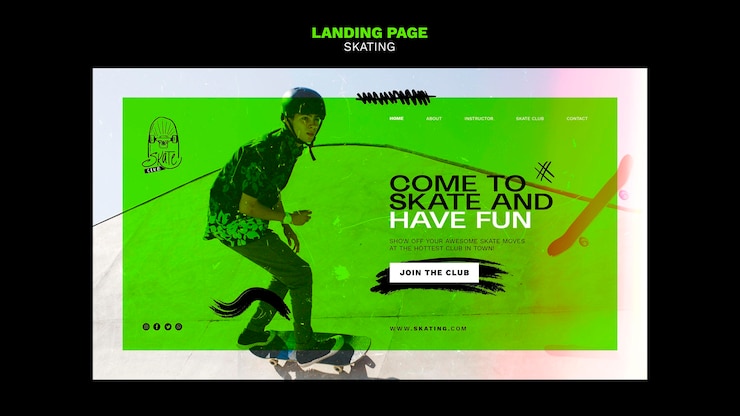 LANDING PAGE
SKATING
SKATE
CLUB
HOME ABOUT INSTRUCTOR SKATE CLUB CONTACT
COME TO
SKATE AND
HAVE FUN
SHOW OFF YOUR AWESOME SKATE MOVES
AT THE HOTTEST CLUB IN TOWN!
JOIN THE CLUB
WWW.SKATING.COM